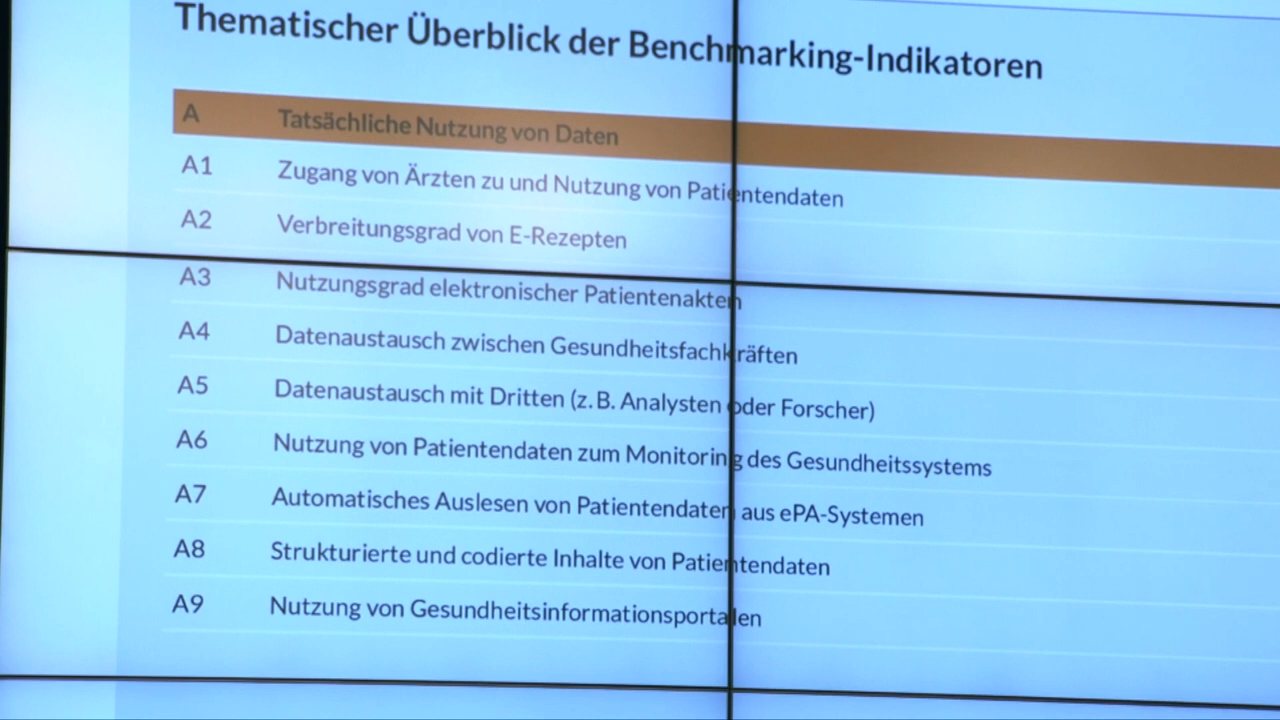 Thematischer Überblick der Benchmarking-Indikatoren
A Tatsächliche Nutzung von Daten
A1 Zugang von Ärzten zu und Nutzung von Patientendaten
A2 Verbreitungsgrad von E-Rezepten
A3 Nutzungsgrad elektronischer Patientenakten
A4 Datenaustausch zwischen Gesundheitsfachkräften
A5 Datenaustausch mit Dritten (z. B. Analysten oder Forscher)
A6 Nutzung von Patientendaten zum Monitoring des Gesundheitssystems
A7 Automatisches Auslesen von Patientendaten aus ePA-Systemen
A8 Strukturierte und codierte Inhalte von Patientendaten
A9 Nutzung von Gesundheitsinformationsportalen